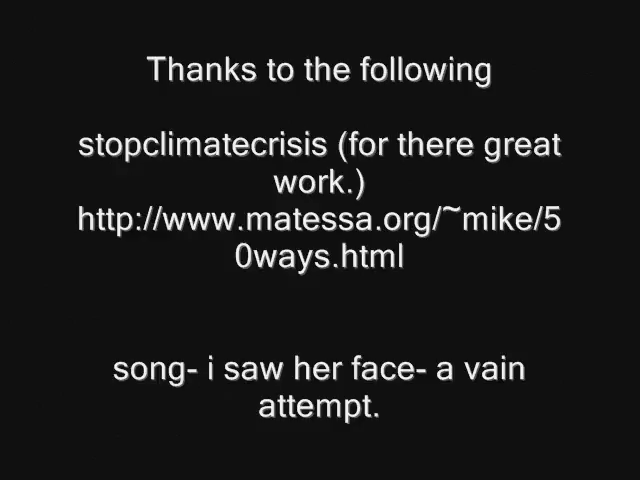 Thanks to the following
stopclimatecrisis (for there great
work.)
http://www.matessa.org/~mike/5
0ways.html
song- i saw her face- a vain
attempt.